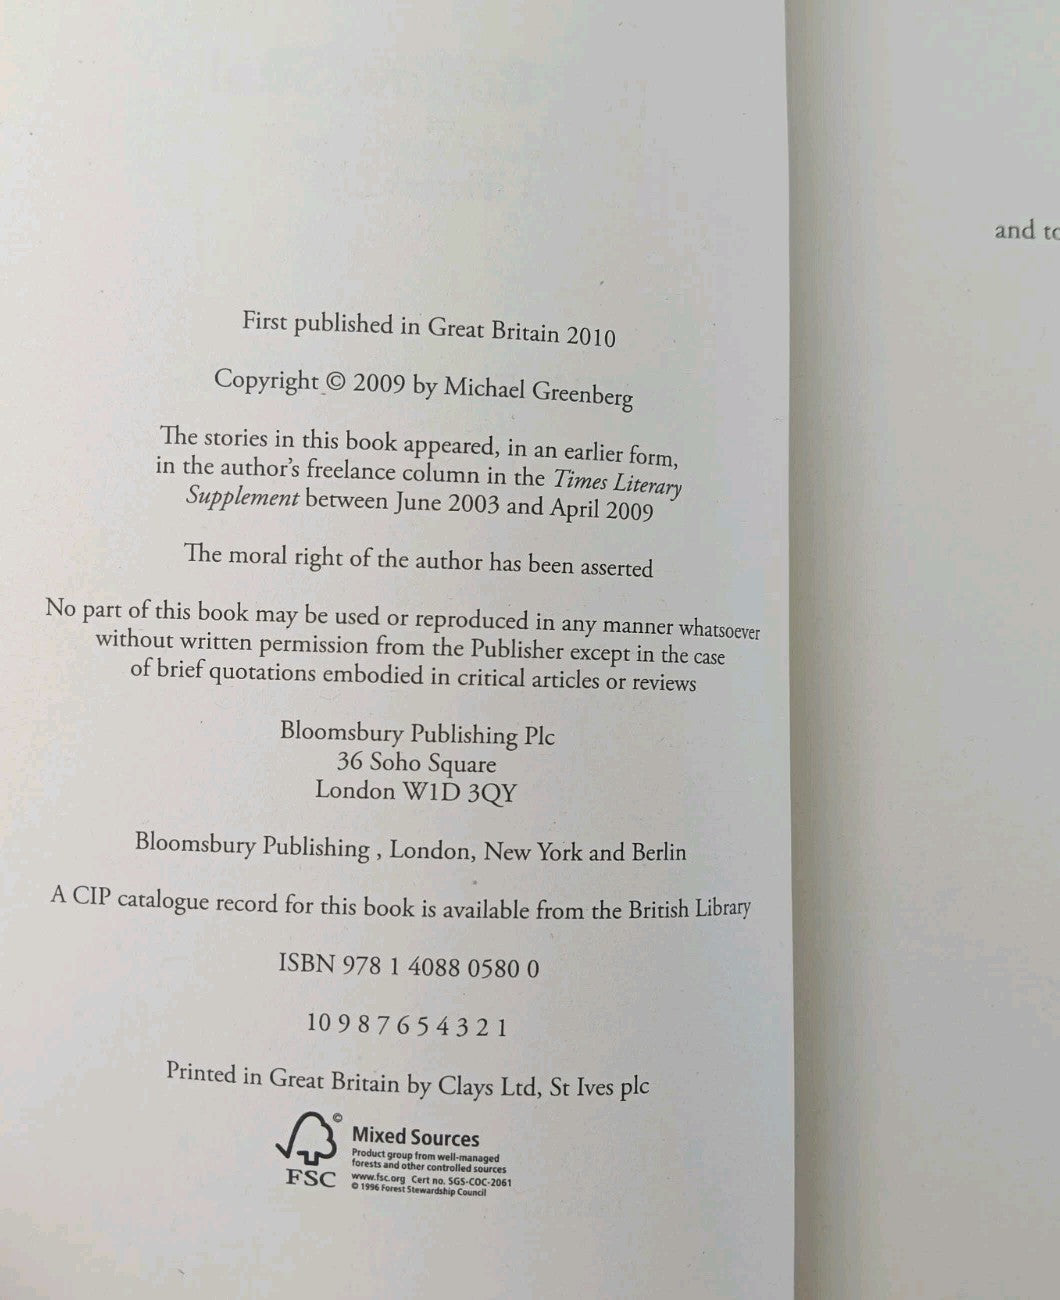 First published in Great Britain 2010
Copyright © 2009 by Michael Greenberg
The stories in this book appeared, in an earlier form,
in the author's freelance column in the Times Literary
Supplement between June 2003 and April 2009
The moral right of the author has been asserted
No part of this book may be used or reproduced in any manner whatsoever
without written permission from the Publisher except in the case
of brief quotations embodied in critical articles or reviews
Bloomsbury Publishing Plc
36 Soho Square
London W1D 3QY
Bloomsbury Publishing , London, New York and Berlin
A CIP catalogue record for this book is available from the British Library
ISBN 978 1 4088 0580 0
10 9 8 7 6 5 4 3 2 1
Printed in Great Britain by Clays Ltd, St Ives plc
©
FSC
Mixed Sources
Product group from well-managed
forests and other controlled sources
www.fsc.org Cert no. SGS-COC-2061
© 1996 Forest Stewardship Council
and